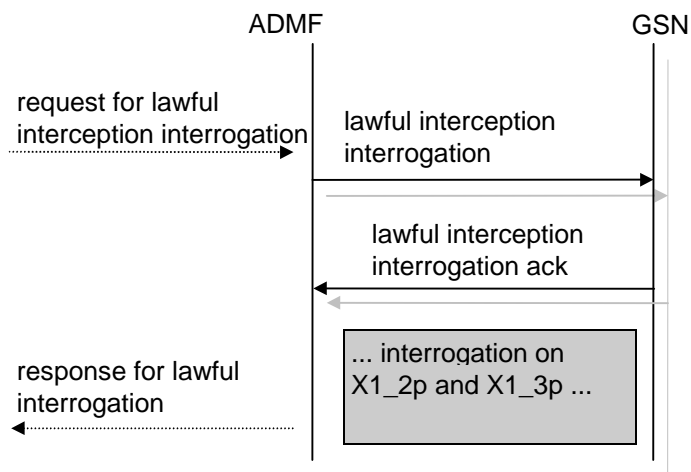 ADMF
GSN
request for lawful
interception interrogation
lawful interception
interrogation
lawful interception
interrogation ack
... interrogation on
X1_2p and X1_3p ...
response for lawful
interrogation